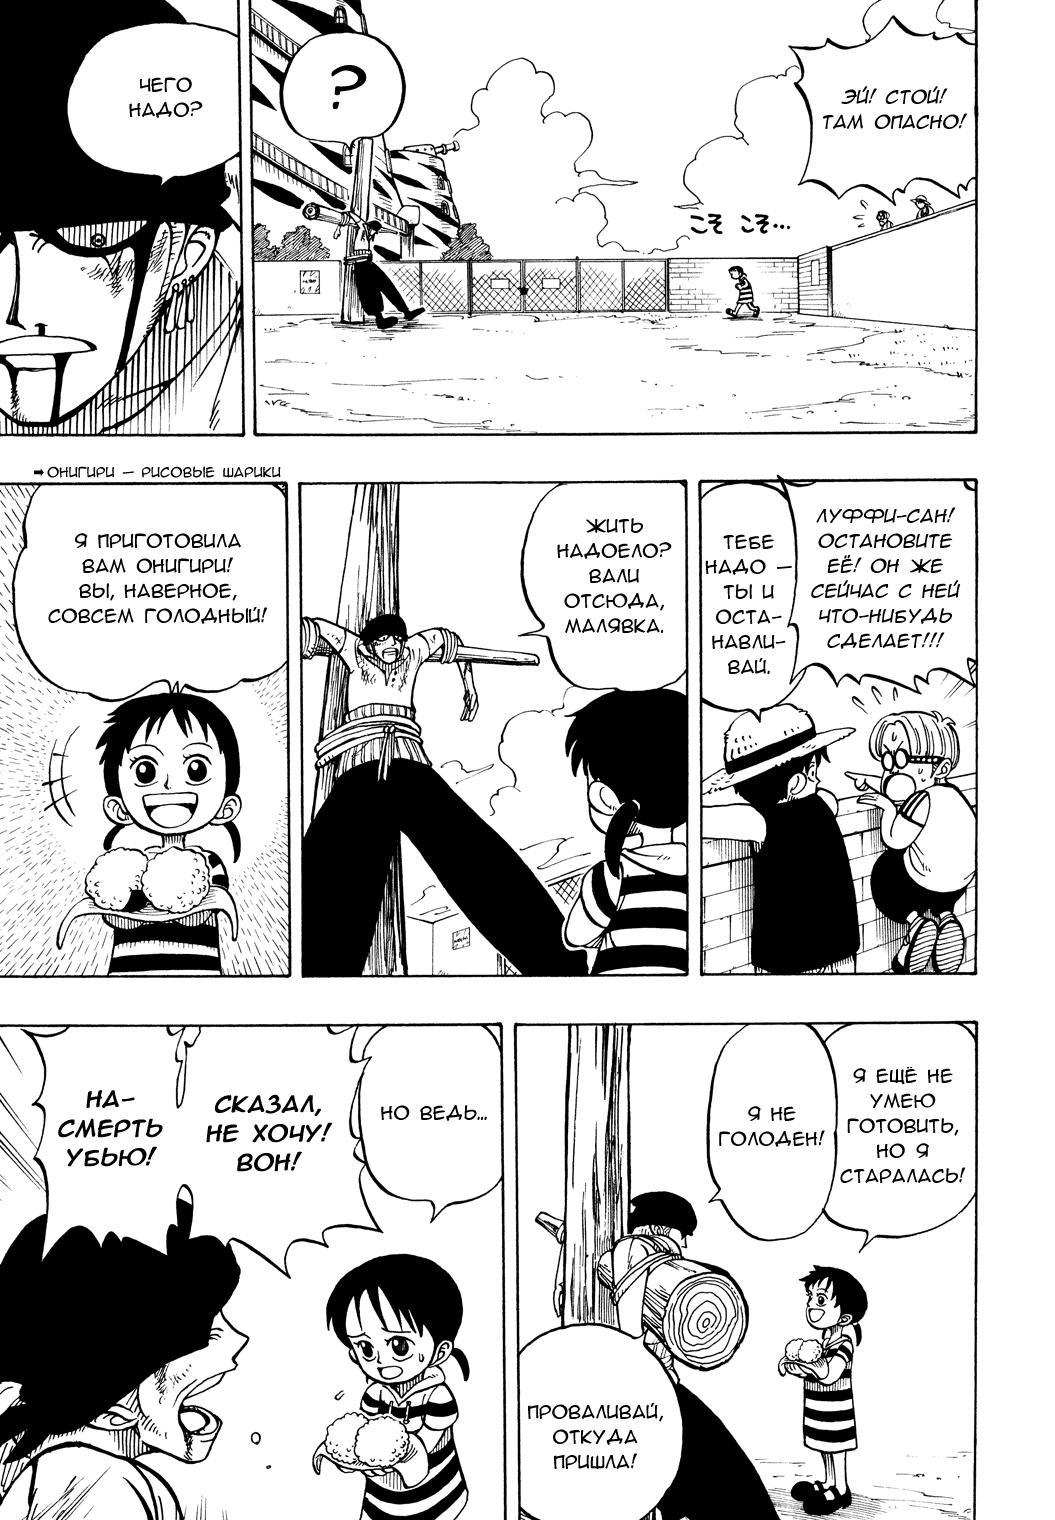 ЭЙ! СТОЙ!
ТАМ ОПАСНО!
?
こそ こそ…
ЧЕГО
НАДО?
ЛУФФИ-САН!
ОСТАНОВИТЕ
ЕЁ! ОН ЖЕ
СЕЙЧАС С НЕЙ
ЧТО-НИБУДЬ
СДЕЛАЕТ!!!
ТЕБЕ
НАДО —
ТЫ И
ОСТА-
НАВЛИ-
ВАЙ.
ЖИТЬ
НАДОЕЛО?
ВАЛИ
ОТСЮДА,
МАЛЯВКА.
➡ОНИГИРИ — РИСОВЫЕ ШАРИКИ
Я ПРИГОТОВИЛА
ВАМ ОНИГИРИ!
ВЫ, НАВЕРНОЕ,
СОВСЕМ ГОЛОДНЫЙ!
Я ЕЩЁ НЕ
УМЕЮ
ГОТОВИТЬ,
НО Я
СТАРАЛАСЬ!
Я НЕ
ГОЛОДЕН!
ПРОВАЛИВАЙ,
ОТКУДА
ПРИШЛА!
НО ВЕДЬ...
СКАЗАЛ,
НЕ ХОЧУ!
ВОН!
НА-
СМЕРТЬ
УБЬЮ!